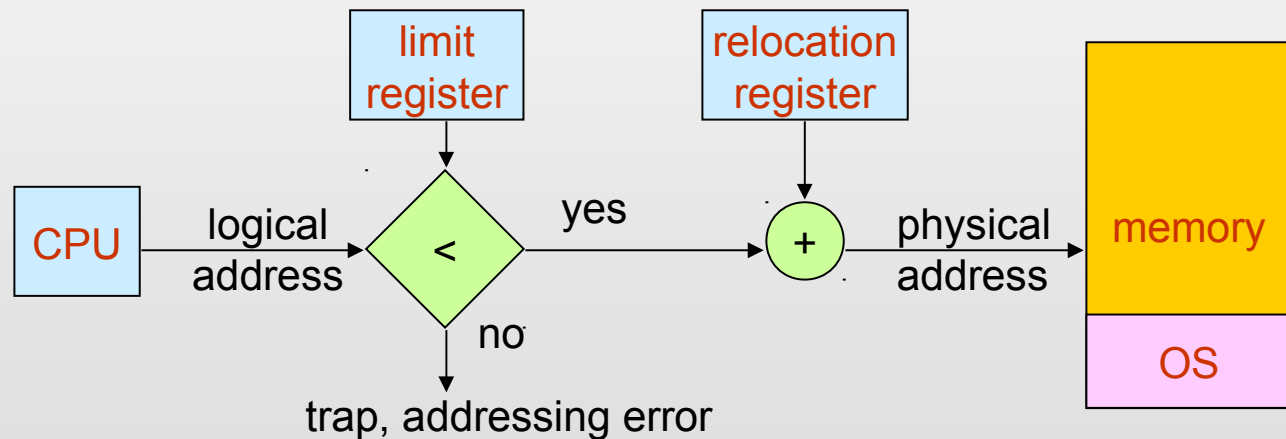 limit
register
relocation
register
CPU
logical
address
<
yes
+
physical
address
memory
no
OS
trap, addressing error